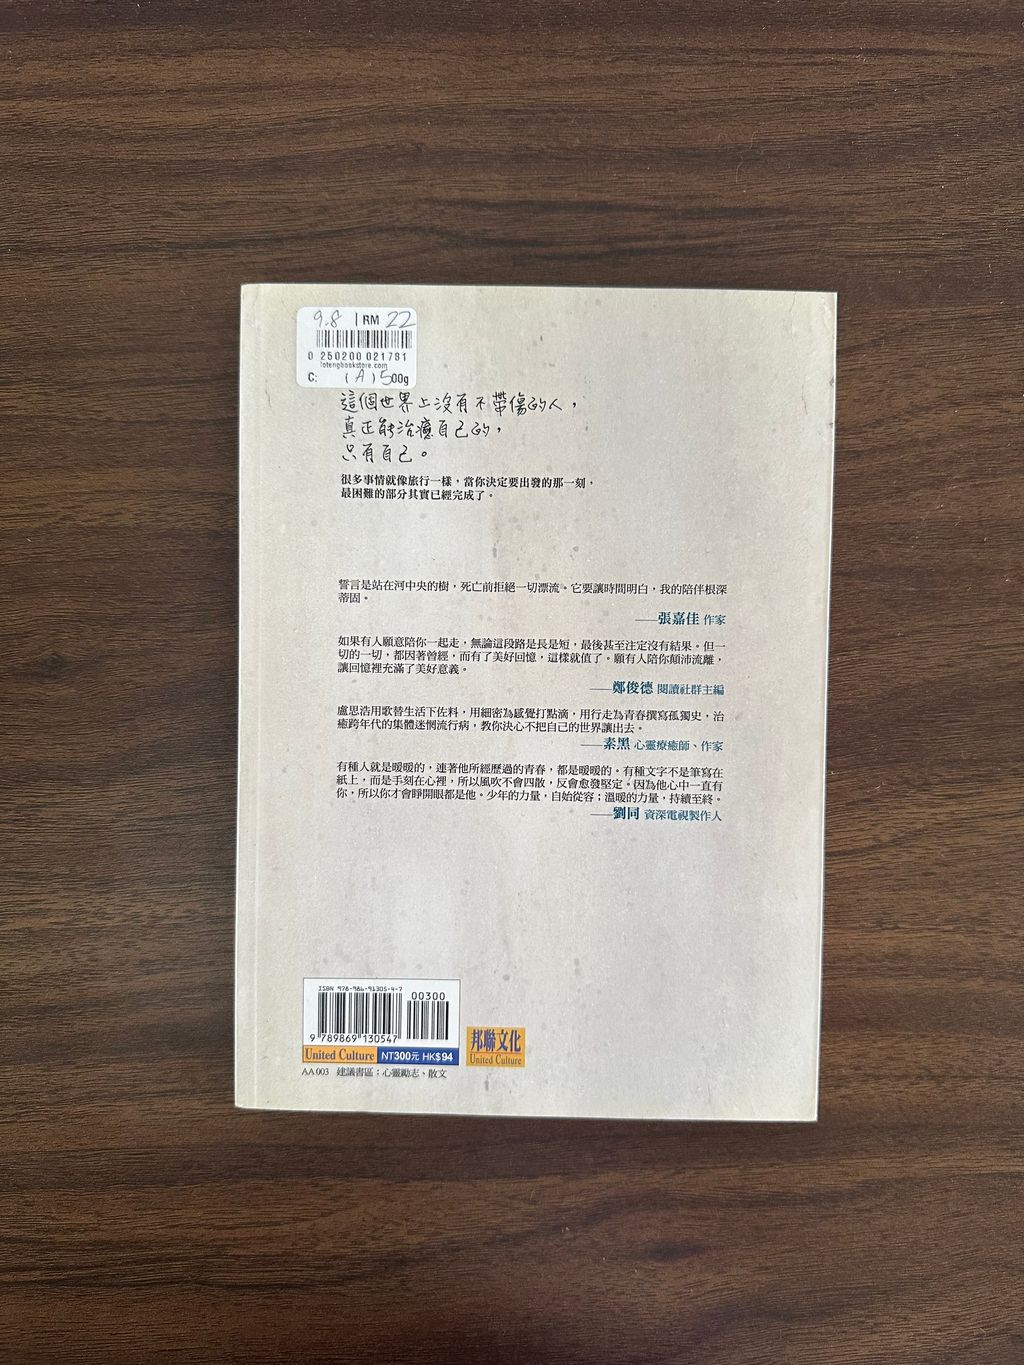 9.8 | RM 22
0 250200 021781
lotengbookstore.com
C: (A) 500g
這個世界上沒有不帶傷的人，
真正能治癒自己的，
只有自己。
很多事情就像旅行一樣，當你決定要出發的那一刻，
最困難的部分其實已經完成了。
誓言是站在河中央的樹，死亡前拒絕一切漂流。它要讓時間明白，我的陪伴根深
蒂固。
——張嘉佳 作家
如果有人願意陪你一起走，無論這段路是長是短，最後甚至注定沒有結果。但一
切的一切，都因著曾經，而有了美好回憶，這樣就值了。願有人陪你顛沛流離，
讓回憶裡充滿了美好意義。
——鄭俊德 閱讀社群主編
盧思浩用歌替生活下佐料，用細密為感覺打點滴，用行走為青春撰寫孤獨史，治
癒跨年代的集體迷惘流行病，教你決心不把自己的世界讓出去。
——素黑 心靈療癒師、作家
有種人就是暖暖的，連著他所經歷過的青春，都是暖暖的。有種文字不是筆寫在
紙上，而是手刻在心裡，所以風吹不會四散，反會愈發堅定。因為他心中一直有
你，所以你才會睜開眼都是他。少年的力量，自始從容；溫暖的力量，持續至終。
——劉同 資深電視製作人
ISBN 978-986-91305-4-7
00300
9 789869 130547
United Culture NT300元 HK$94
邦聯文化
United Culture
AA003 建議書區：心靈勵志、散文